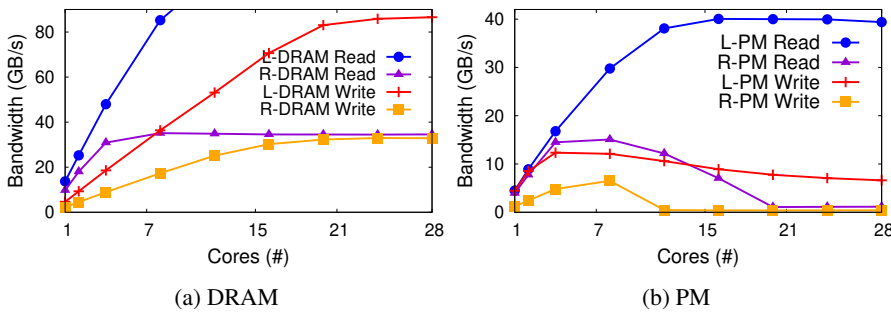 80
60
40
20
0
Bandwidth (GB/s)
L-DRAM Read
R-DRAM Read
L-DRAM Write
R-DRAM Write
1 7 15 21 28
Cores (#)
(a) DRAM
40
30
20
10
0
Bandwidth (GB/s)
L-PM Read
R-PM Read
L-PM Write
R-PM Write
1 7 15 21 28
Cores (#)
(b) PM